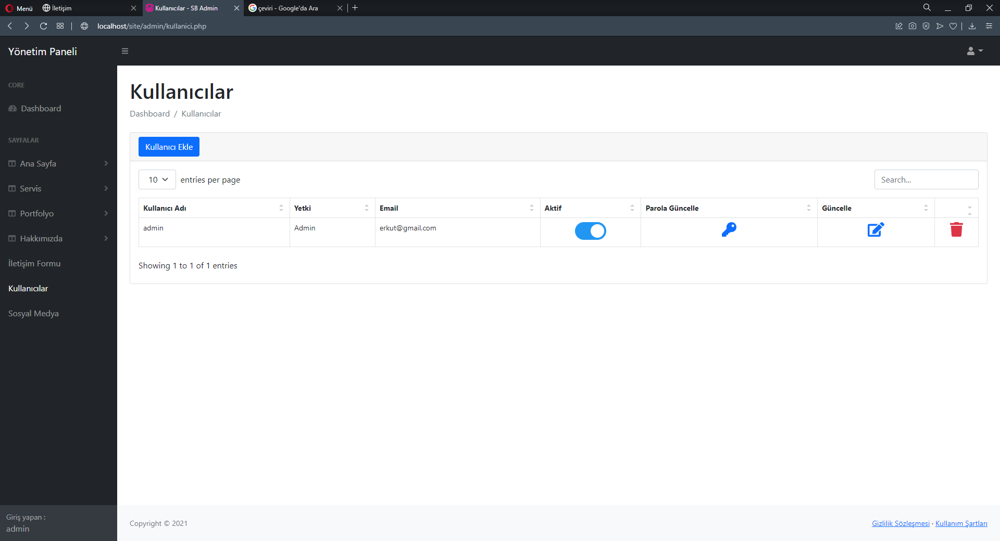 Menü
İletişim
Kullanıcılar - SB Admin
çeviri - Google'da Ara
localhost/site/admin/kullanici.php
Yönetim Paneli
CORE
Dashboard
SAYFALAR
Ana Sayfa
Servis
Portfolyo
Hakkımızda
İletişim Formu
Kullanıcılar
Sosyal Medya
Giriş yapan :
admin
Kullanıcılar
Dashboard / Kullanıcılar
Kullanıcı Ekle
10 entries per page
Search...
Kullanıcı Adı Yetki Email Aktif Parola Güncelle Güncelle
admin Admin erkut@gmail.com
Showing 1 to 1 of 1 entries
Copyright © 2021
Gizlilik Sözleşmesi · Kullanım Şartları